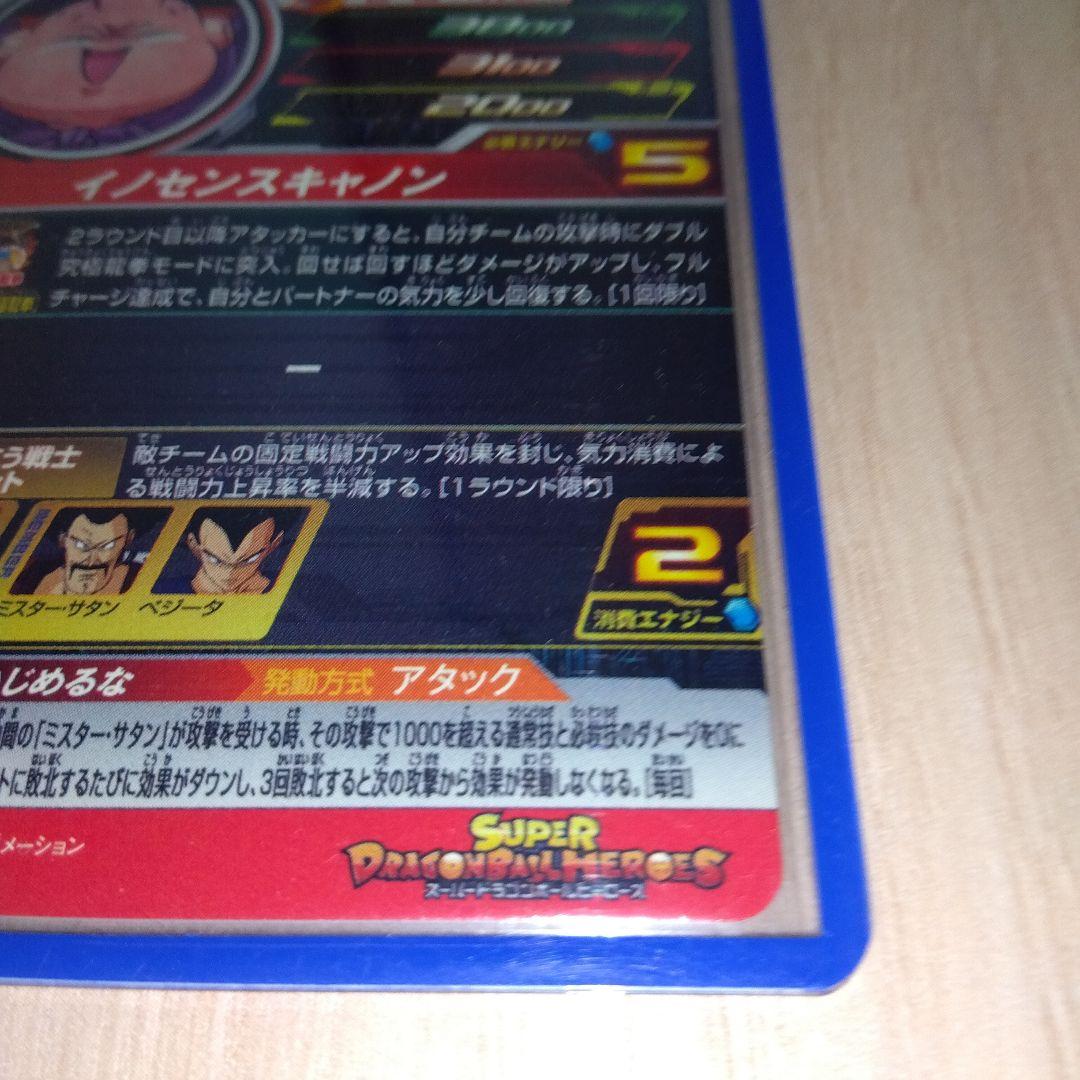 3800
3100
2000
必要エナジー 5
イノセンスキャノン
2ラウンド目以降アタッカーにすると、自分チームの攻撃時にダブル
究極龍拳モードに突入。回せば回すほどダメージがアップし、フル
チャージ達成で、自分とパートナーの気力を少し回復する。[1回限り]
ー
う戦士
ト
敵チームの固定戦闘力アップ効果を封じ、気力消費によ
る戦闘力上昇率を半減する。[1ラウンド限り]
ミスター・サタン ベジータ
2
消費エナジー
じめるな
発動方式 アタック
間の「ミスター・サタン」が攻撃を受ける時、その攻撃で1000を超える通常技と必殺技のダメージを0に
トに敗北するたびに効果がダウンし、3回敗北すると次の攻撃から効果が発動しなくなる。[毎回]
メーション
SUPER
DRAGONBALL HEROES
スーパードラゴンボールヒーローズ